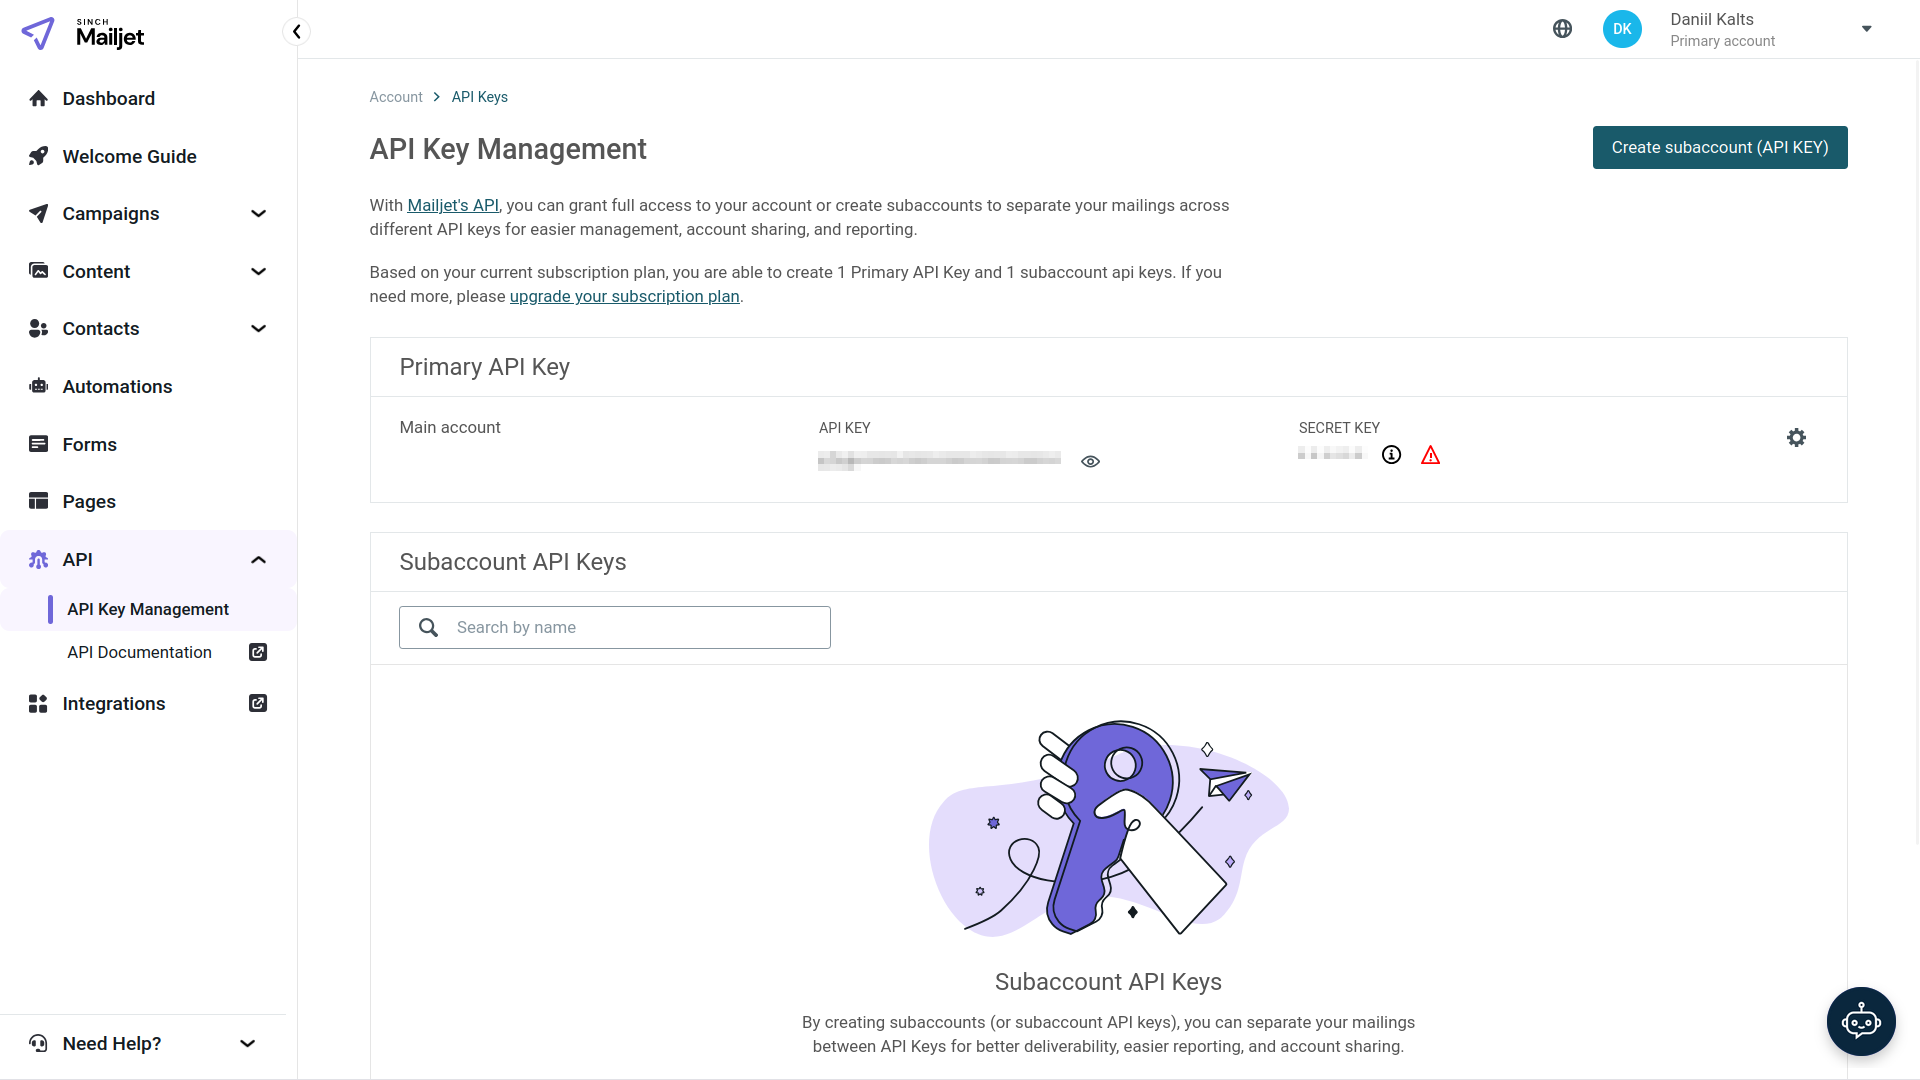 SINCH
Mailjet
Dashboard
Welcome Guide
Campaigns
Content
Contacts
Automations
Forms
Pages
API
API Key Management
API Documentation
Integrations
Need Help?
DK
Daniil Kalts
Primary account
Account > API Keys
API Key Management
Create subaccount (API KEY)
With Mailjet's API, you can grant full access to your account or create subaccounts to separate your mailings across
different API keys for easier management, account sharing, and reporting.
Based on your current subscription plan, you are able to create 1 Primary API Key and 1 subaccount api keys. If you
need more, please upgrade your subscription plan.
Primary API Key
Main account
API KEY
SECRET KEY
Subaccount API Keys
Search by name
Subaccount API Keys
By creating subaccounts (or subaccount API keys), you can separate your mailings
between API Keys for better deliverability, easier reporting, and account sharing.